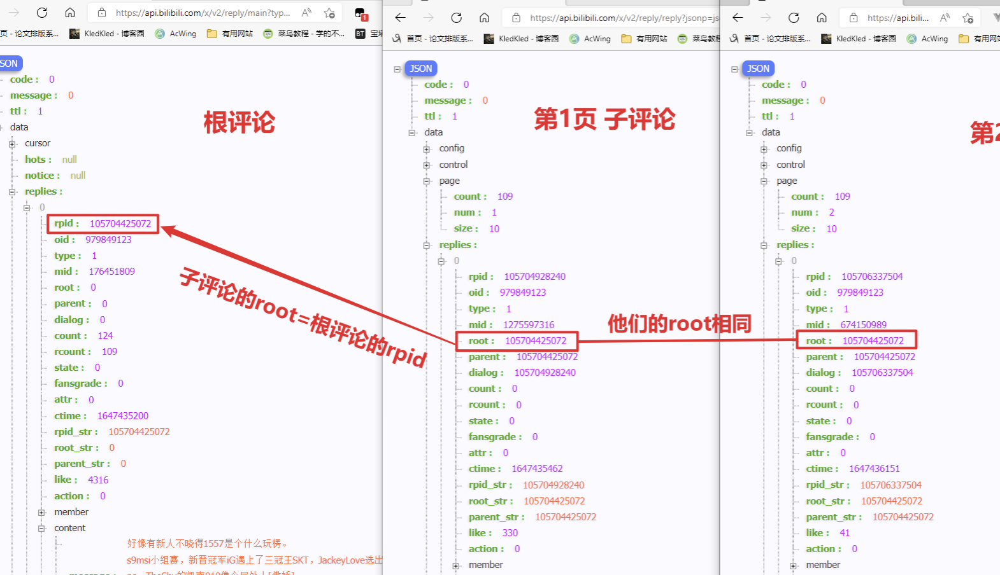 https://api.bilibili.com/x/v2/reply/main?typ...
1
页 - 论文排版系...
KledKled - 博客园
AcWing
有用网站
菜鸟教程 - 学的不...
BT
宝塔
SON
code : 0
message : 0
ttl : 1
data
cursor
hots : null
notice : null
replies :
0
rpid : 105704425072
oid : 979849123
type : 1
mid : 176451809
root : 0
parent : 0
dialog : 0
count : 124
rcount : 109
state : 0
fansgrade : 0
attr : 0
ctime : 1647435200
rpid_str : 105704425072
root_str : 0
parent_str : 0
like : 4316
action : 0
member
content
好像有新人不晓得1557是个什么玩楞。
s9msi小组赛，新晋冠军iG遇上了三冠王SKT，JackeyLove选出
根评论
子评论的root=根评论的rpid
https://api.bilibili.com/x/v2/reply/reply?jsonp=js
首页 - 论文排版系...
KledKled - 博客园
AcWing
有用网站
菜鸟教程
JSON
code : 0
message : 0
ttl : 1
data
config
control
page
count : 109
num : 1
size : 10
replies :
0
rpid : 105704928240
oid : 979849123
type : 1
mid : 1275597316
root : 105704425072
parent : 105704425072
dialog : 105704928240
count : 0
rcount : 0
state : 0
fansgrade : 0
attr : 0
ctime : 1647435462
rpid_str : 105704928240
root_str : 105704425072
parent_str : 105704425072
like : 330
action : 0
member
第1页 子评论
他们的root相同
https://api.bili...
首页 - 论文排版系...
KledKled - 博客园
AcWing
有用网站
JSON
code : 0
message : 0
ttl : 1
data
config
control
page
count : 109
num : 2
size : 10
replies :
0
rpid : 105706337504
oid : 979849123
type : 1
mid : 674150989
root : 105704425072
parent : 105704425072
dialog : 105706337504
count : 0
rcount : 0
state : 0
fansgrade : 0
attr : 0
ctime : 1647436151
rpid_str : 105706337504
root_str : 105704425072
parent_str : 105704425072
like : 41
action : 0
member
第2